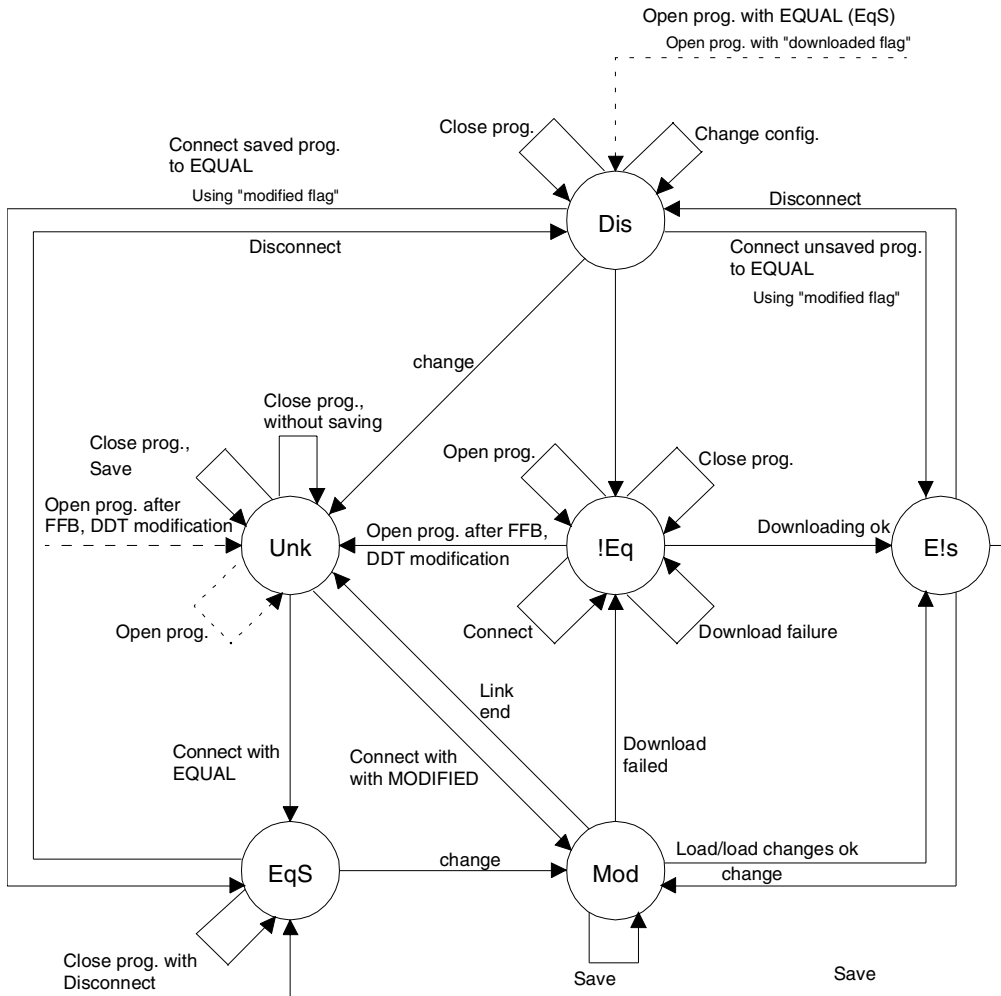 Open prog. with EQUAL (EqS)
Open prog. with "downloaded flag"
Close prog.
Change config.
Connect saved prog.
to EQUAL
Using "modified flag"
Disconnect
Dis
Disconnect
Connect unsaved prog.
to EQUAL
Using "modified flag"
change
Close prog.,
without saving
Close prog.,
Save
Open prog.
Close prog.
Open prog. after
FFB, DDT modification
Unk
Open prog. after FFB,
DDT modification
!Eq
Downloading ok
E!s
Open prog.
Connect
Download failure
Link
end
Connect with
EQUAL
Connect with
with MODIFIED
Download
failed
EqS
change
Mod
Load/load changes ok
change
Close prog. with
Disconnect
Save
Save